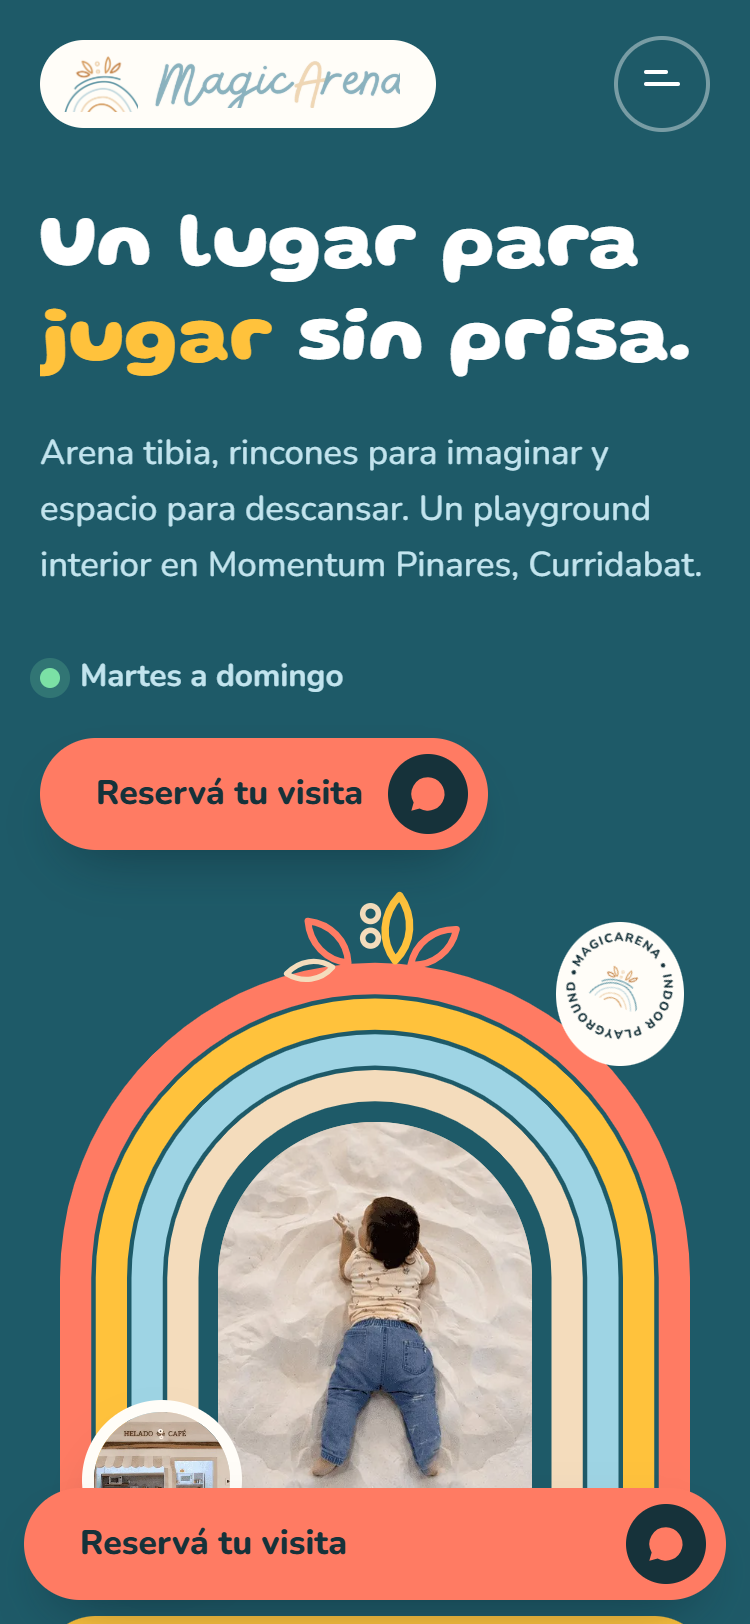 MagicArena
Un lugar para
jugar sin prisa.
Arena tibia, rincones para imaginar y
espacio para descansar. Un playground
interior en Momentum Pinares, Curridabat.
Martes a domingo
Reservá tu visita
• MAGICARENA • INDOOR PLAYGROUND
HELADO CAFÉ
Reservá tu visita